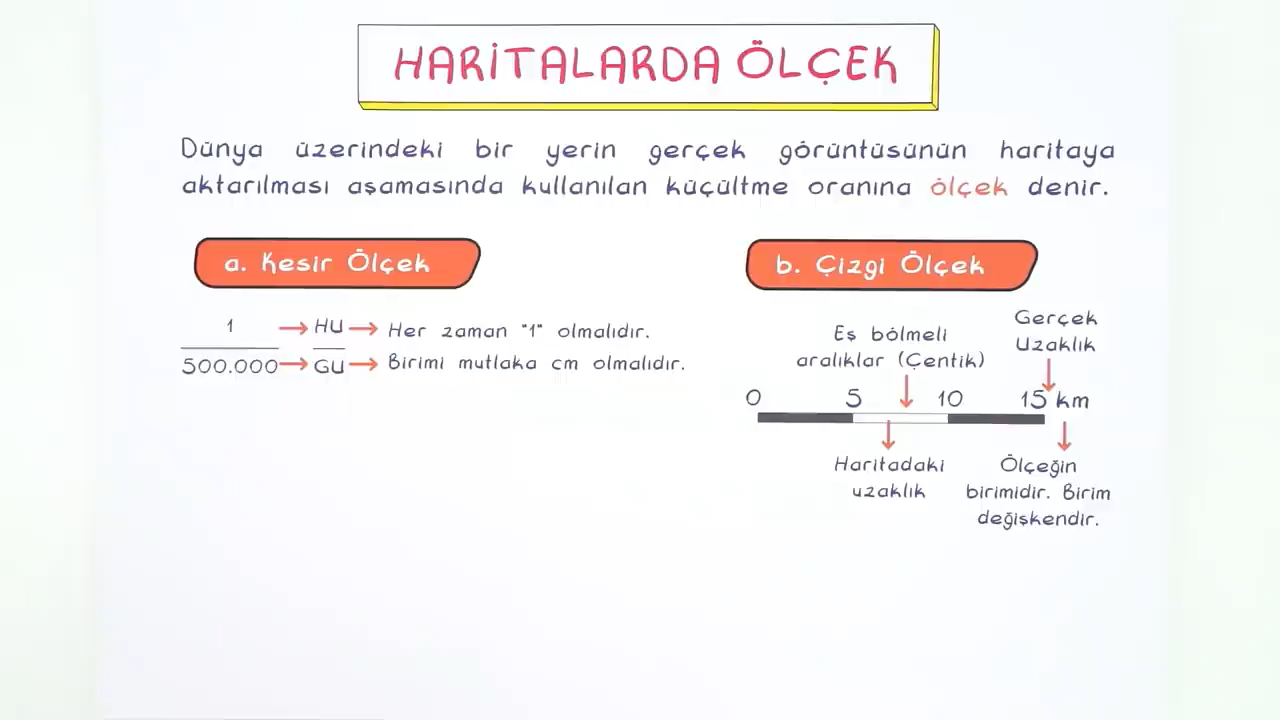 HARİTALARDA ÖLÇEK
Dünya üzerindeki bir yerin gerçek görüntüsünün haritaya
aktarılması aşamasında kullanılan küçültme oranına ölçek denir.
a. Kesir Ölçek
1 → HU → Her zaman "1" olmalıdır.
500.000 → GU → Birimi mutlaka cm olmalıdır.
b. Çizgi Ölçek
Eş bölmeli
aralıklar (Çentik)
Gerçek
Uzaklık
0 5 10 15 km
Haritadaki
uzaklık
Ölçeğin
birimidir. Birim
değişkendir.